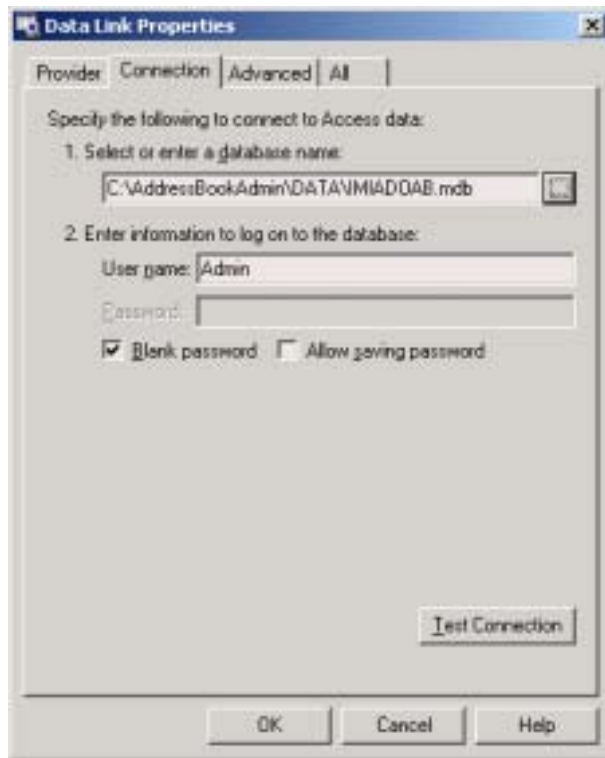 Data Link Properties
Provider Connection Advanced All
Specify the following to connect to Access data:
1. Select or enter a database name:
C:\AddressBookAdmin\DATA\IMIADOAB.mdb
...
2. Enter information to log on to the database:
User name: Admin
Password:
Blank password Allow saving password
Test Connection
OK Cancel Help